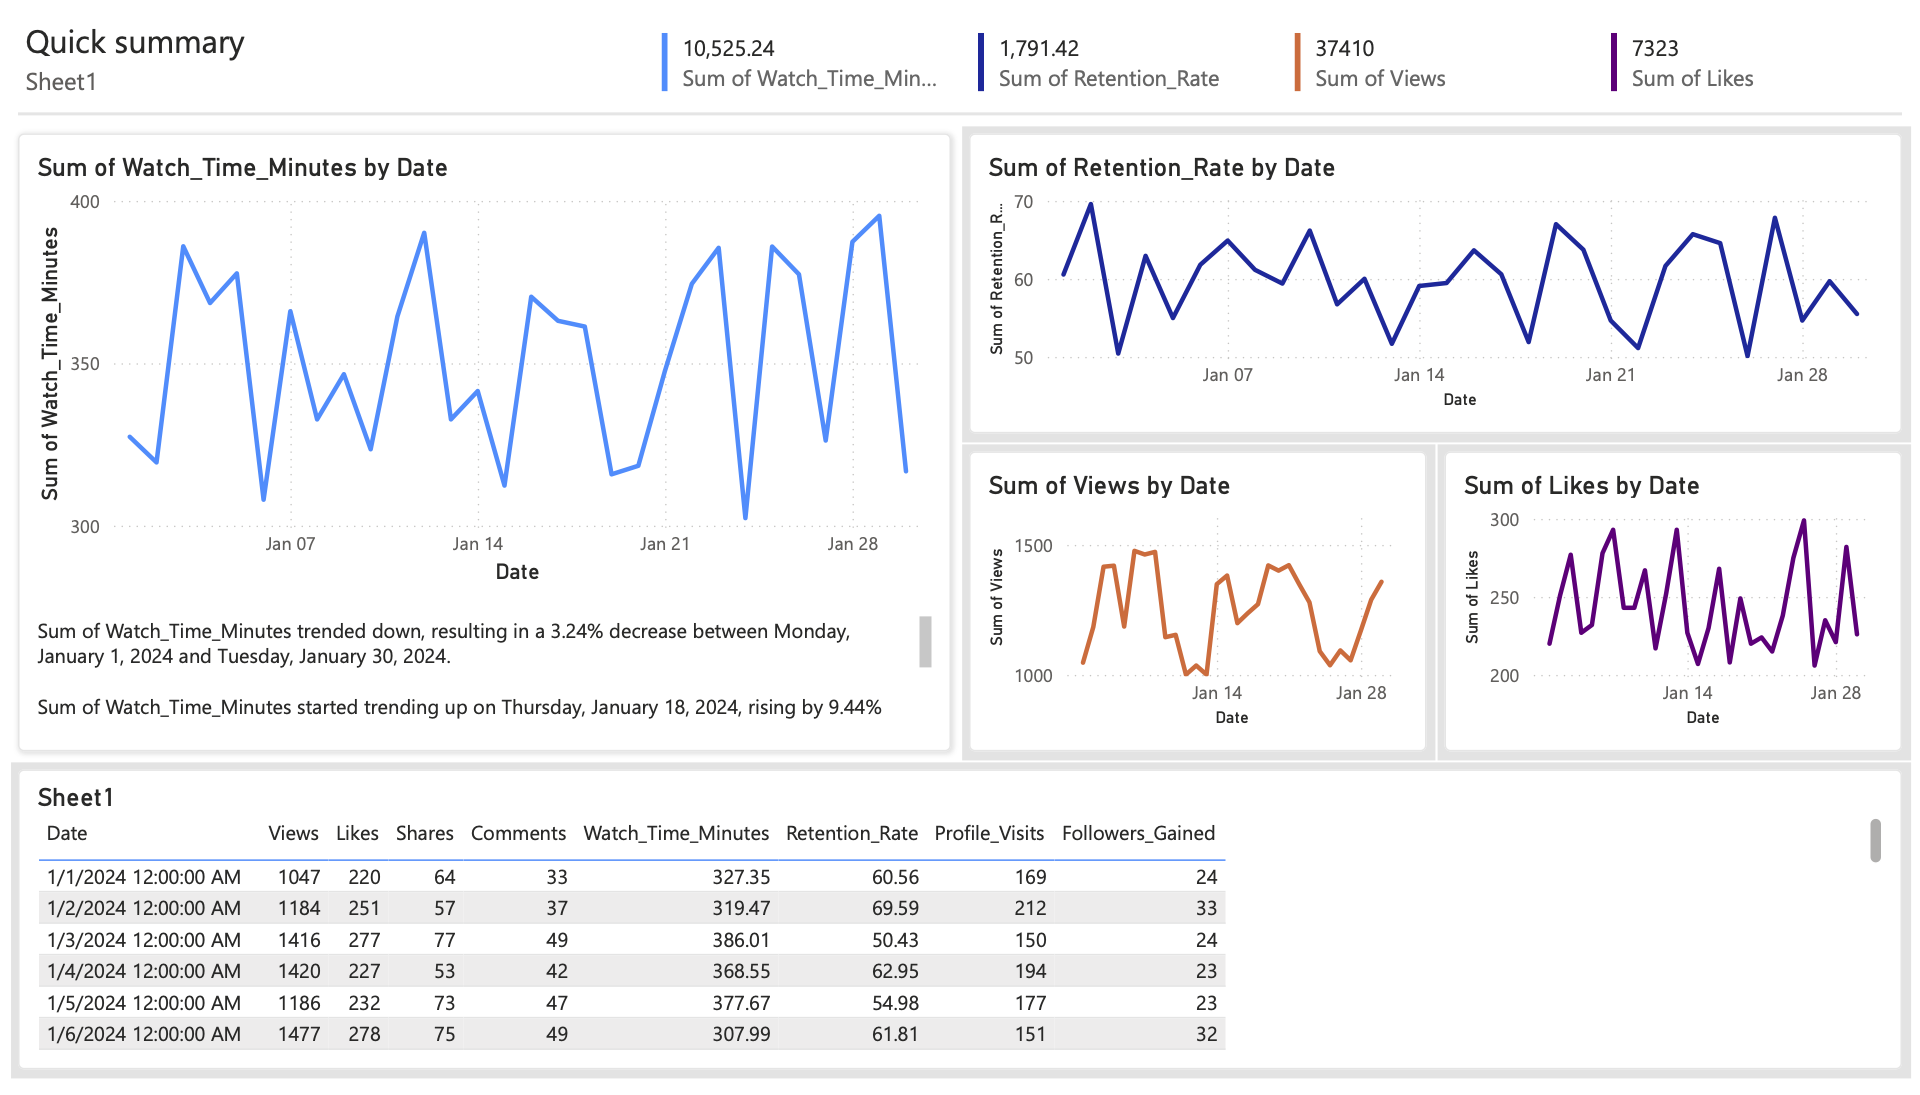 Quick summary
Sheet1
10,525.24
Sum of Watch_Time_Min...
1,791.42
Sum of Retention_Rate
37410
Sum of Views
7323
Sum of Likes
Sum of Watch_Time_Minutes by Date
Sum of Watch_Time_Minutes
400
350
300
Jan 07 Jan 14 Jan 21 Jan 28
Date
Sum of Watch_Time_Minutes trended down, resulting in a 3.24% decrease between Monday,
January 1, 2024 and Tuesday, January 30, 2024.
Sum of Watch_Time_Minutes started trending up on Thursday, January 18, 2024, rising by 9.44%
Sum of Retention_Rate by Date
Sum of Retention_R...
70
60
50
Jan 07 Jan 14 Jan 21 Jan 28
Date
Sum of Views by Date
Sum of Views
1500
1000
Jan 14 Jan 28
Date
Sum of Likes by Date
Sum of Likes
300
250
200
Jan 14 Jan 28
Date
Sheet1
Date Views Likes Shares Comments Watch_Time_Minutes Retention_Rate Profile_Visits Followers_Gained
1/1/2024 12:00:00 AM 1047 220 64 33 327.35 60.56 169 24
1/2/2024 12:00:00 AM 1184 251 57 37 319.47 69.59 212 33
1/3/2024 12:00:00 AM 1416 277 77 49 386.01 50.43 150 24
1/4/2024 12:00:00 AM 1420 227 53 42 368.55 62.95 194 23
1/5/2024 12:00:00 AM 1186 232 73 47 377.67 54.98 177 23
1/6/2024 12:00:00 AM 1477 278 75 49 307.99 61.81 151 32